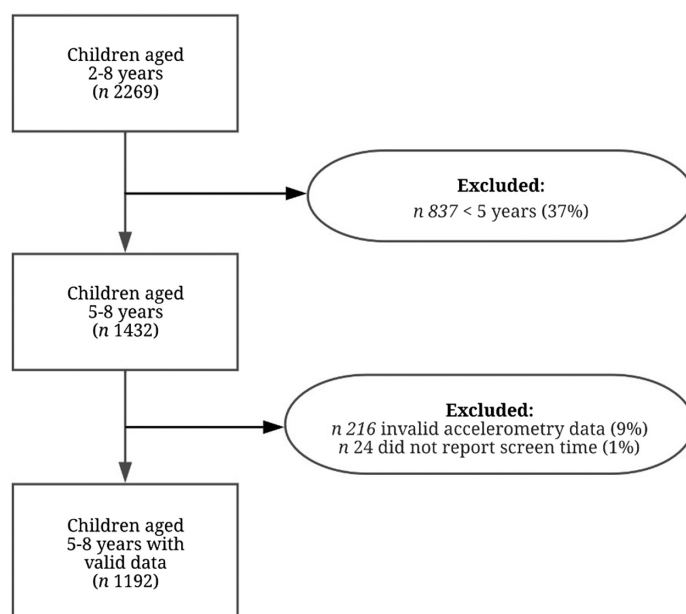 Children aged
2-8 years
(n 2269)
Excluded:
n 837 < 5 years (37%)
Children aged
5-8 years
(n 1432)
Excluded:
n 216 invalid accelerometry data (9%)
n 24 did not report screen time (1%)
Children aged
5-8 years with
valid data
(n 1192)